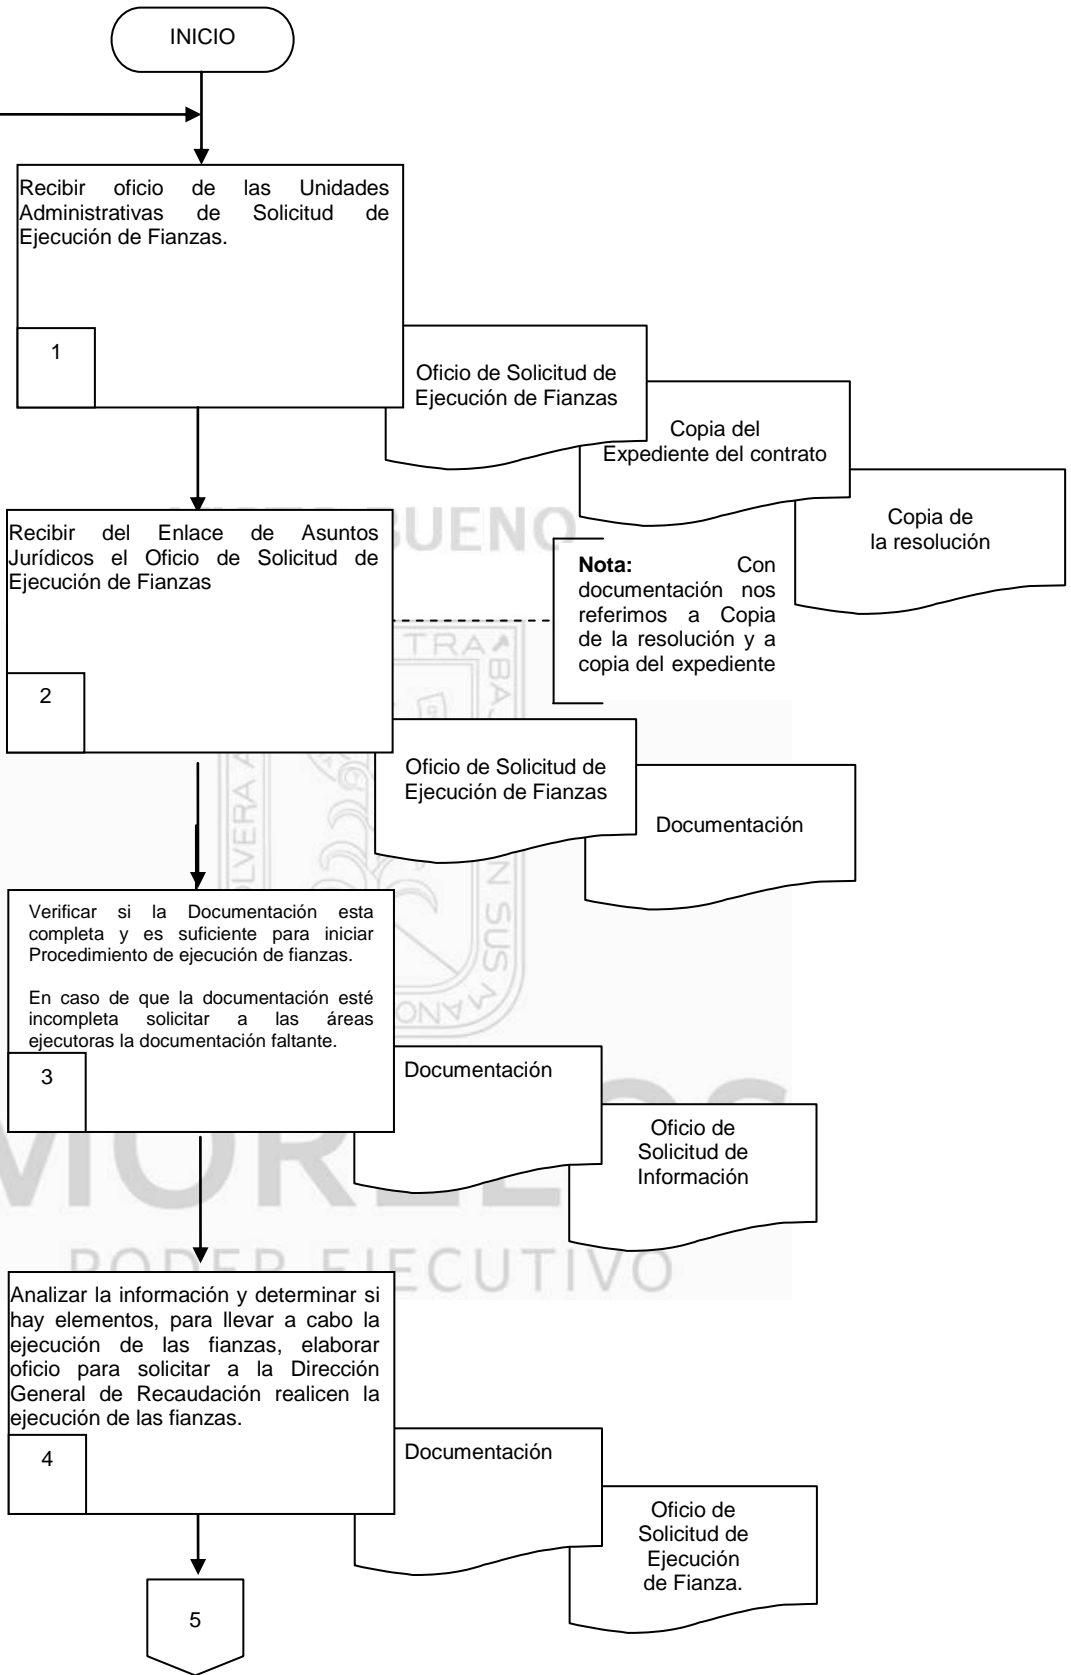 INICIO
Recibir oficio de las Unidades
Administrativas de Solicitud de
Ejecución de Fianzas.
1
Oficio de Solicitud de
Ejecución de Fianzas
Copia del
Expediente del contrato
Copia de
la resolución
BUENO
Recibir del Enlace de Asuntos
Jurídicos el Oficio de Solicitud de
Ejecución de Fianzas
2
Nota: Con
documentación nos
referimos a Copia
de la resolución y a
copia del expediente
Oficio de Solicitud de
Ejecución de Fianzas
Documentación
Verificar si la Documentación esta
completa y es suficiente para iniciar
Procedimiento de ejecución de fianzas.
En caso de que la documentación esté
incompleta solicitar a las áreas
ejecutoras la documentación faltante.
3
Documentación
Oficio de
Solicitud de
Información
MORELOS
PODER EJECUTIVO
Analizar la información y determinar si
hay elementos, para llevar a cabo la
ejecución de las fianzas, elaborar
oficio para solicitar a la Dirección
General de Recaudación realicen la
ejecución de las fianzas.
4
Documentación
Oficio de
Solicitud de
Ejecución
de Fianza.
5